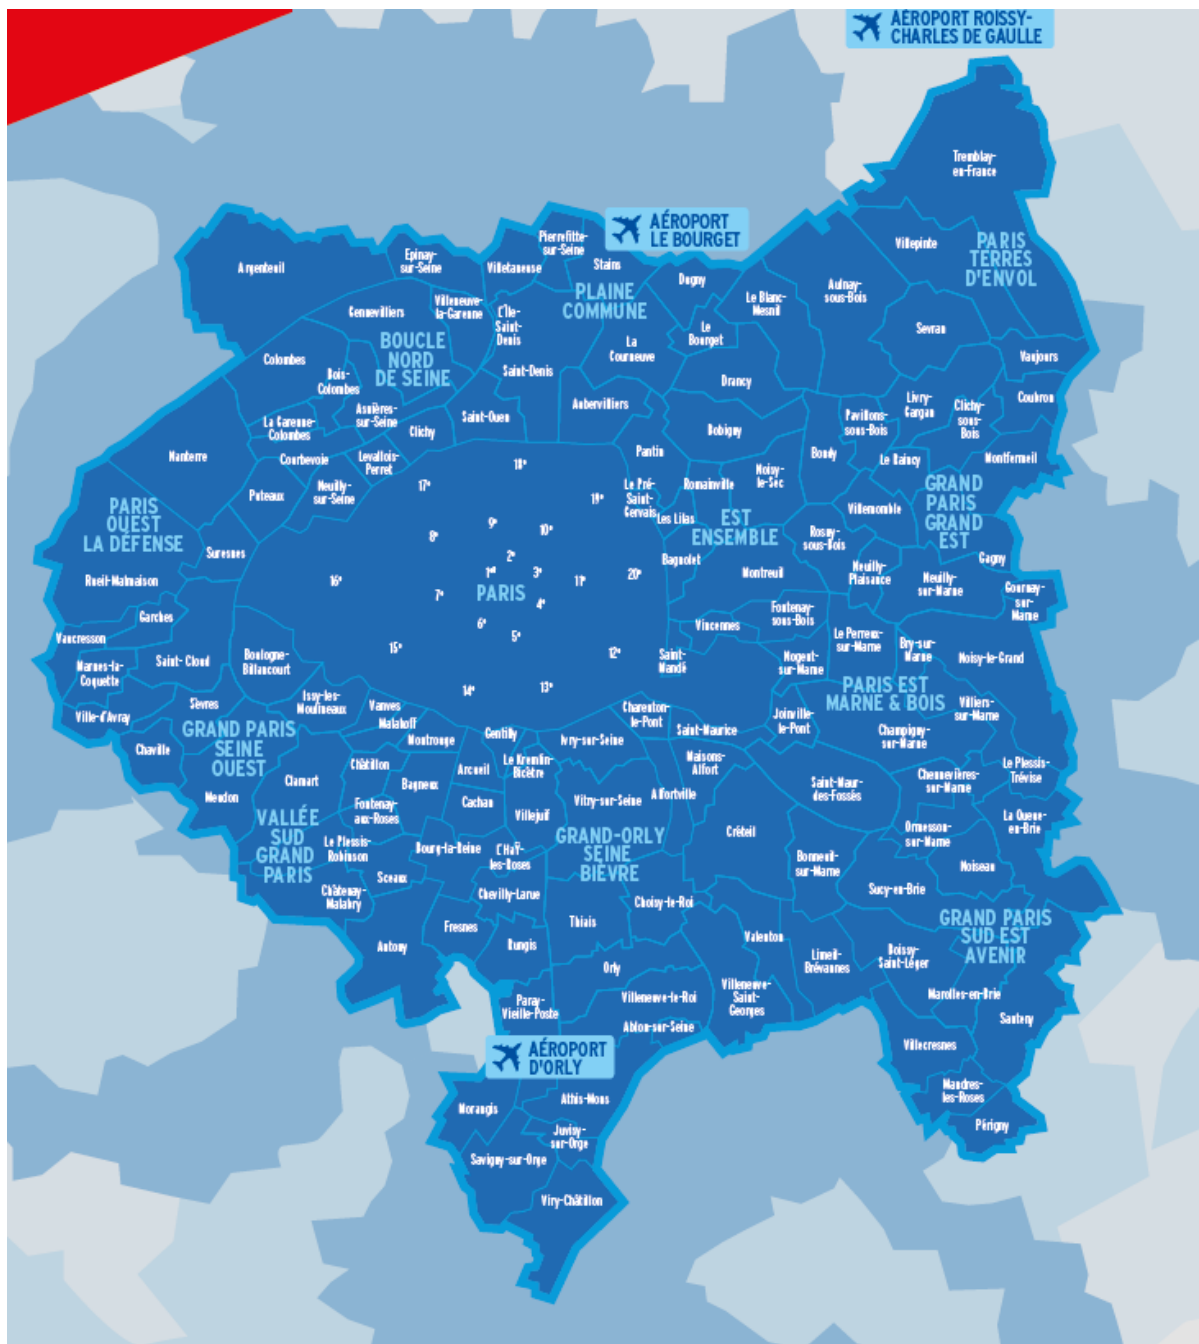 AÉROPORT ROISSY-
CHARLES DE GAULLE
Tremblay-
en-France
AÉROPORT
LE BOURGET
Pierrefitte-
sur-Seine
Villepinte
PARIS
TERRES
D'ENVOL
Argenteuil
Epinay-
sur-Seine
Villetaneuse
Stains
Dugny
Aulnay-
sous-Bois
PLAINE
COMMUNE
Le Blanc-
Mesnil
Gennevilliers
Villeneuve-
la-Garenne
L'Île-
Saint-
Denis
Le
Bourget
Sevran
BOUCLE
NORD
DE SEINE
La
Courneuve
Vaujours
Colombes
Bois-
Colombes
Saint-Denis
Drancy
Coubron
Livry-
Gargan
Clichy-
sous-
Bois
Aubervilliers
Pavillons-
sous-Bois
La Garenne-
Colombes
Asnières-
sur-Seine
Clichy
Saint-Ouen
Bobigny
Nanterre
Courbevoie
Levallois-
Perret
18e
Pantin
Bondy
Le Raincy
Montfermeil
Noisy-
le-Sec
Puteaux
Neuilly-
sur-Seine
17e
19e
Le Pré-
Saint-
Gervais
Romainville
GRAND
PARIS
GRAND
EST
PARIS
OUEST
LA DÉFENSE
Les Lilas
EST
ENSEMBLE
Villemomble
8e
9e
10e
Rosny-
sous-Bois
Suresnes
2e
Bagnolet
Gagny
Rueil-Malmaison
16e
1er
3e
11e
20e
Montreuil
Neuilly-
Plaisance
Neuilly-
sur-Marne
Gournay-
sur-
Marne
7e
PARIS
4e
Garches
6e
5e
Vincennes
Fontenay-
sous-Bois
Vaucresson
15e
12e
Le Perreux-
sur-Marne
Bry-sur-
Marne
Noisy-le-Grand
Marnes-la-
Coquette
Saint- Cloud
Boulogne-
Billancourt
Saint-
Mandé
Nogent-
sur-Marne
14e
13e
PARIS EST
MARNE & BOIS
Sèvres
Issy-les-
Moulineaux
Vanves
Charenton-
le-Pont
Villiers-
sur-Marne
Ville-d'Avray
Malakoff
Saint-Maurice
Joinville-
le-Pont
GRAND PARIS
SEINE
OUEST
Montrouge
Gentilly
Ivry-sur-Seine
Champigny-
sur-Marne
Chaville
Châtillon
Arcueil
Le Kremlin-
Bicètre
Maisons-
Alfort
Le Plessis-
Trévise
Clamart
Bagneux
Saint-Maur-
des-Fossés
Chennevières-
sur-Marne
Meudon
Fontenay-
aux-Roses
Cachan
Vitry-sur-Seine
Alfortville
La Queue-
en-Brie
VALLÉE
SUD
GRAND
PARIS
Villejuif
Créteil
Ormesson-
sur-Marne
Le Plessis-
Robinson
Bourg-la-Reine
L'Haÿ-
les-Roses
GRAND-ORLY
SEINE
BIÈVRE
Bonneuil-
sur-Marne
Noiseau
Sceaux
Châtenay-
Malabry
Chevilly-Larue
Sucy-en-Brie
Choisy-le-Roi
GRAND PARIS
SUD EST
AVENIR
Fresnes
Thiais
Antony
Rungis
Valenton
Limeil-
Brévannes
Boissy-
Saint-Léger
Orly
Villeneuve-
Saint-
Georges
Marolles-en-Brie
Paray-
Vieille-Poste
Villeneuve-le-Roi
Santeny
Ablon-sur-Seine
Villecresnes
AÉROPORT
D'ORLY
Mandres-
les-Roses
Morangis
Athis-Mons
Périgny
Juvisy-
sur-Orge
Savigny-sur-Orge
Viry-Châtillon